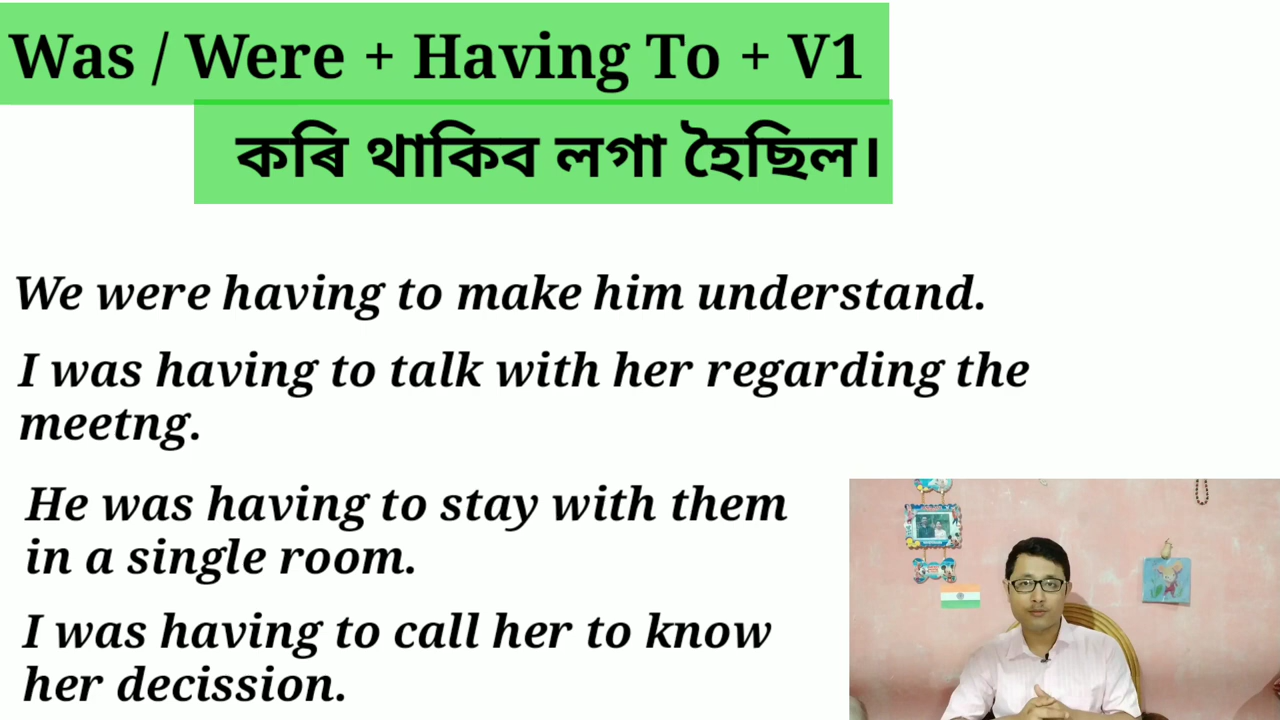 Was / Were + Having To + V1
কৰি থাকিব লগা হৈছিল।
We were having to make him understand.
I was having to talk with her regarding the
meetng.
He was having to stay with them
in a single room.
I was having to call her to know
her decission.